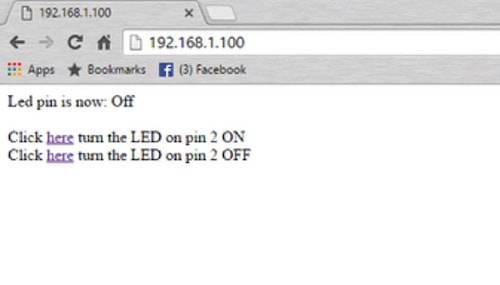 192.168.1.100
192.168.1.100
Apps Bookmarks (3) Facebook
Led pin is now: Off
Click here turn the LED on pin 2 ON
Click here turn the LED on pin 2 OFF